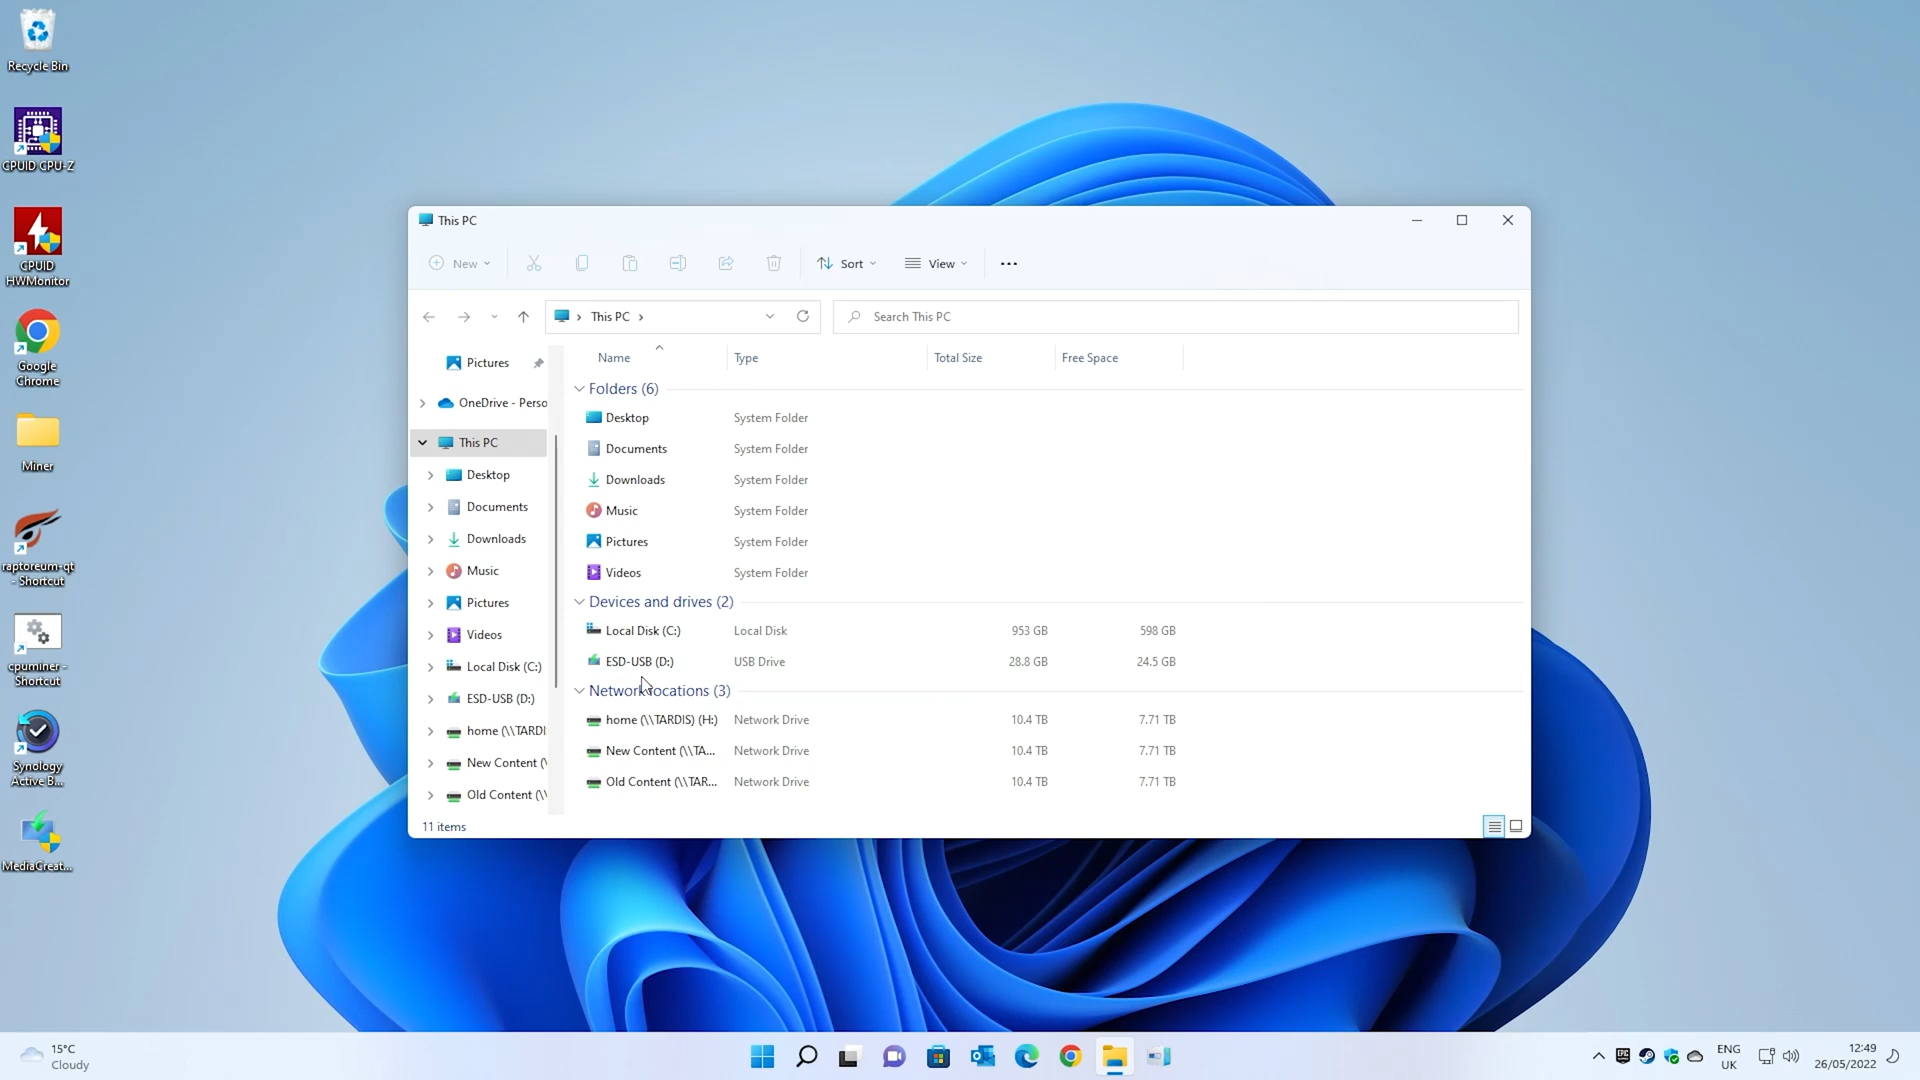 Recycle Bin
CPUID CPU-Z
CPUID
HWMonitor
Google
Chrome
Miner
raptoreum-qt
- Shortcut
cpuminer -
Shortcut
Synology
Active B...
MediaCreat...
This PC
New
Sort
View
This PC
Search This PC
Pictures
OneDrive - Perso
This PC
Desktop
Documents
Downloads
Music
Pictures
Videos
Local Disk (C:)
ESD-USB (D:)
home (\\TARDI
New Content (\
Old Content (\\
Name Type Total Size Free Space
Folders (6)
Desktop System Folder
Documents System Folder
Downloads System Folder
Music System Folder
Pictures System Folder
Videos System Folder
Devices and drives (2)
Local Disk (C:) Local Disk 953 GB 598 GB
ESD-USB (D:) USB Drive 28.8 GB 24.5 GB
Network locations (3)
home (\\TARDIS) (H:) Network Drive 10.4 TB 7.71 TB
New Content (\\TA... Network Drive 10.4 TB 7.71 TB
Old Content (\\TAR... Network Drive 10.4 TB 7.71 TB
11 items
15°C
Cloudy
EPIC
ENG
UK
12:49
26/05/2022